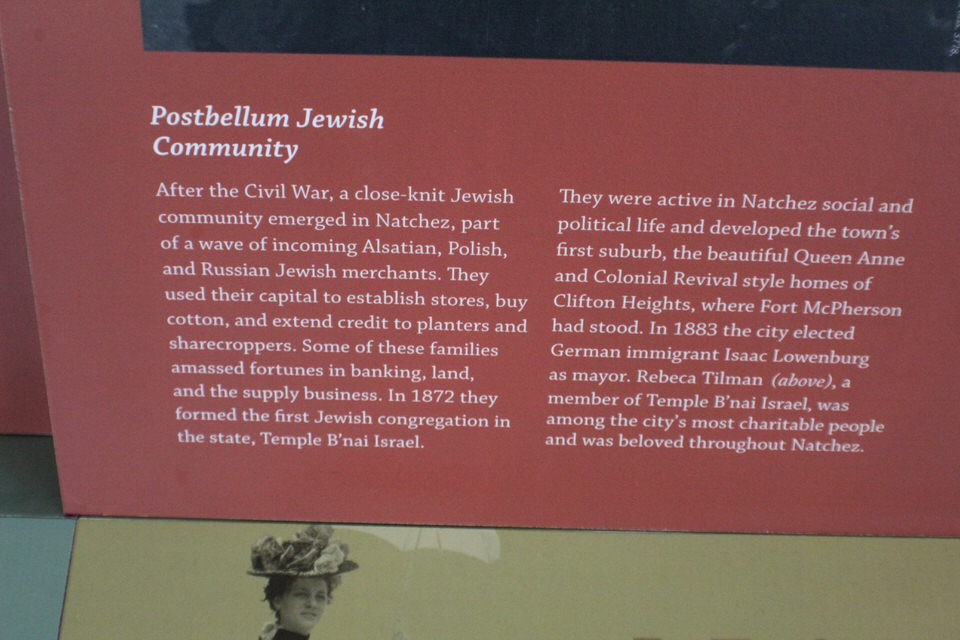 Postbellum Jewish
Community
After the Civil War, a close-knit Jewish
community emerged in Natchez, part
of a wave of incoming Alsatian, Polish,
and Russian Jewish merchants. They
used their capital to establish stores, buy
cotton, and extend credit to planters and
sharecroppers. Some of these families
amassed fortunes in banking, land,
and the supply business. In 1872 they
formed the first Jewish congregation in
the state, Temple B'nai Israel.
They were active in Natchez social and
political life and developed the town's
first suburb, the beautiful Queen Anne
and Colonial Revival style homes of
Clifton Heights, where Fort McPherson
had stood. In 1883 the city elected
German immigrant Isaac Lowenburg
as mayor. Rebeca Tilman (above), a
member of Temple B'nai Israel, was
among the city's most charitable people
and was beloved throughout Natchez.